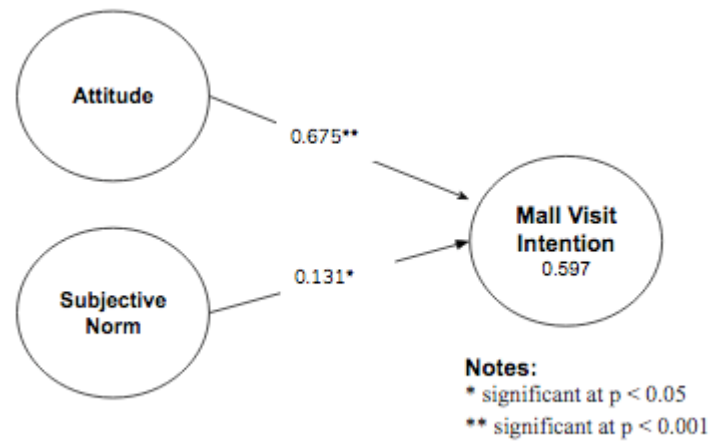 Attitude
0.675**
Mall Visit
Intention
0.597
0.131*
Subjective
Norm
Notes:
* significant at p < 0.05
** significant at p < 0.001